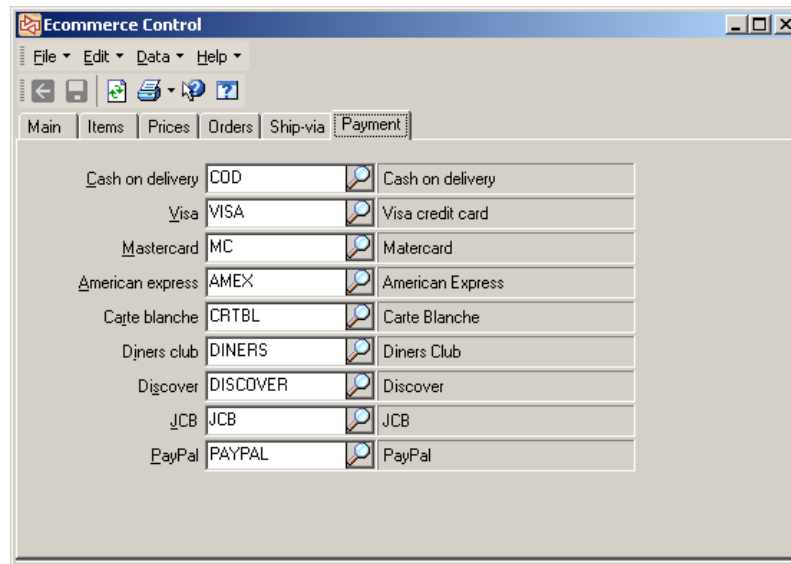 Ecommerce Control
File Edit Data Help
Main Items Prices Orders Ship-via Payment
Cash on delivery COD Cash on delivery
Visa VISA Visa credit card
Mastercard MC Matercard
American express AMEX American Express
Carte blanche CRTBL Carte Blanche
Diners club DINERS Diners Club
Discover DISCOVER Discover
JCB JCB JCB
PayPal PAYPAL PayPal